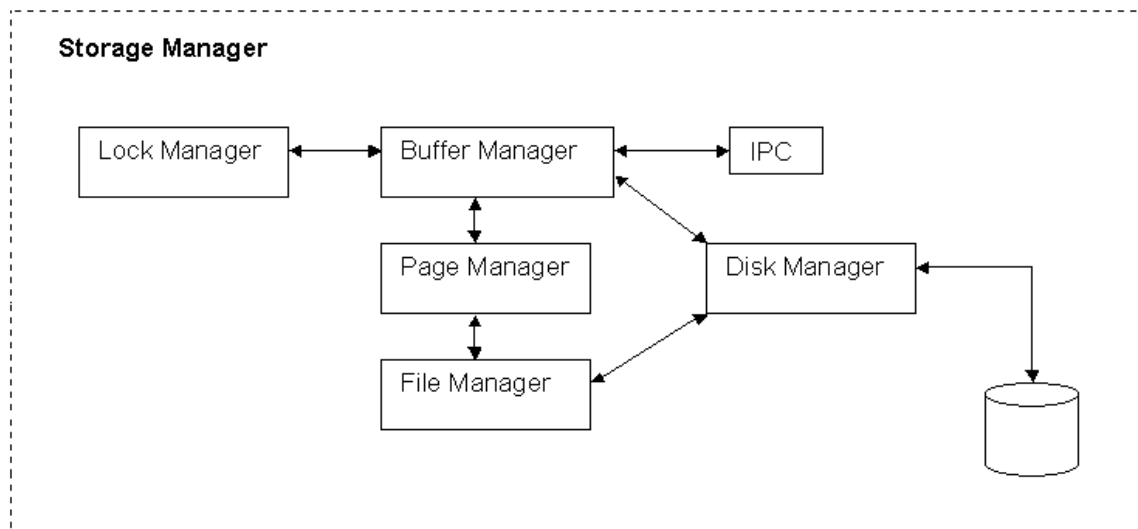 Storage Manager
Lock Manager
Buffer Manager
IPC
Page Manager
Disk Manager
File Manager